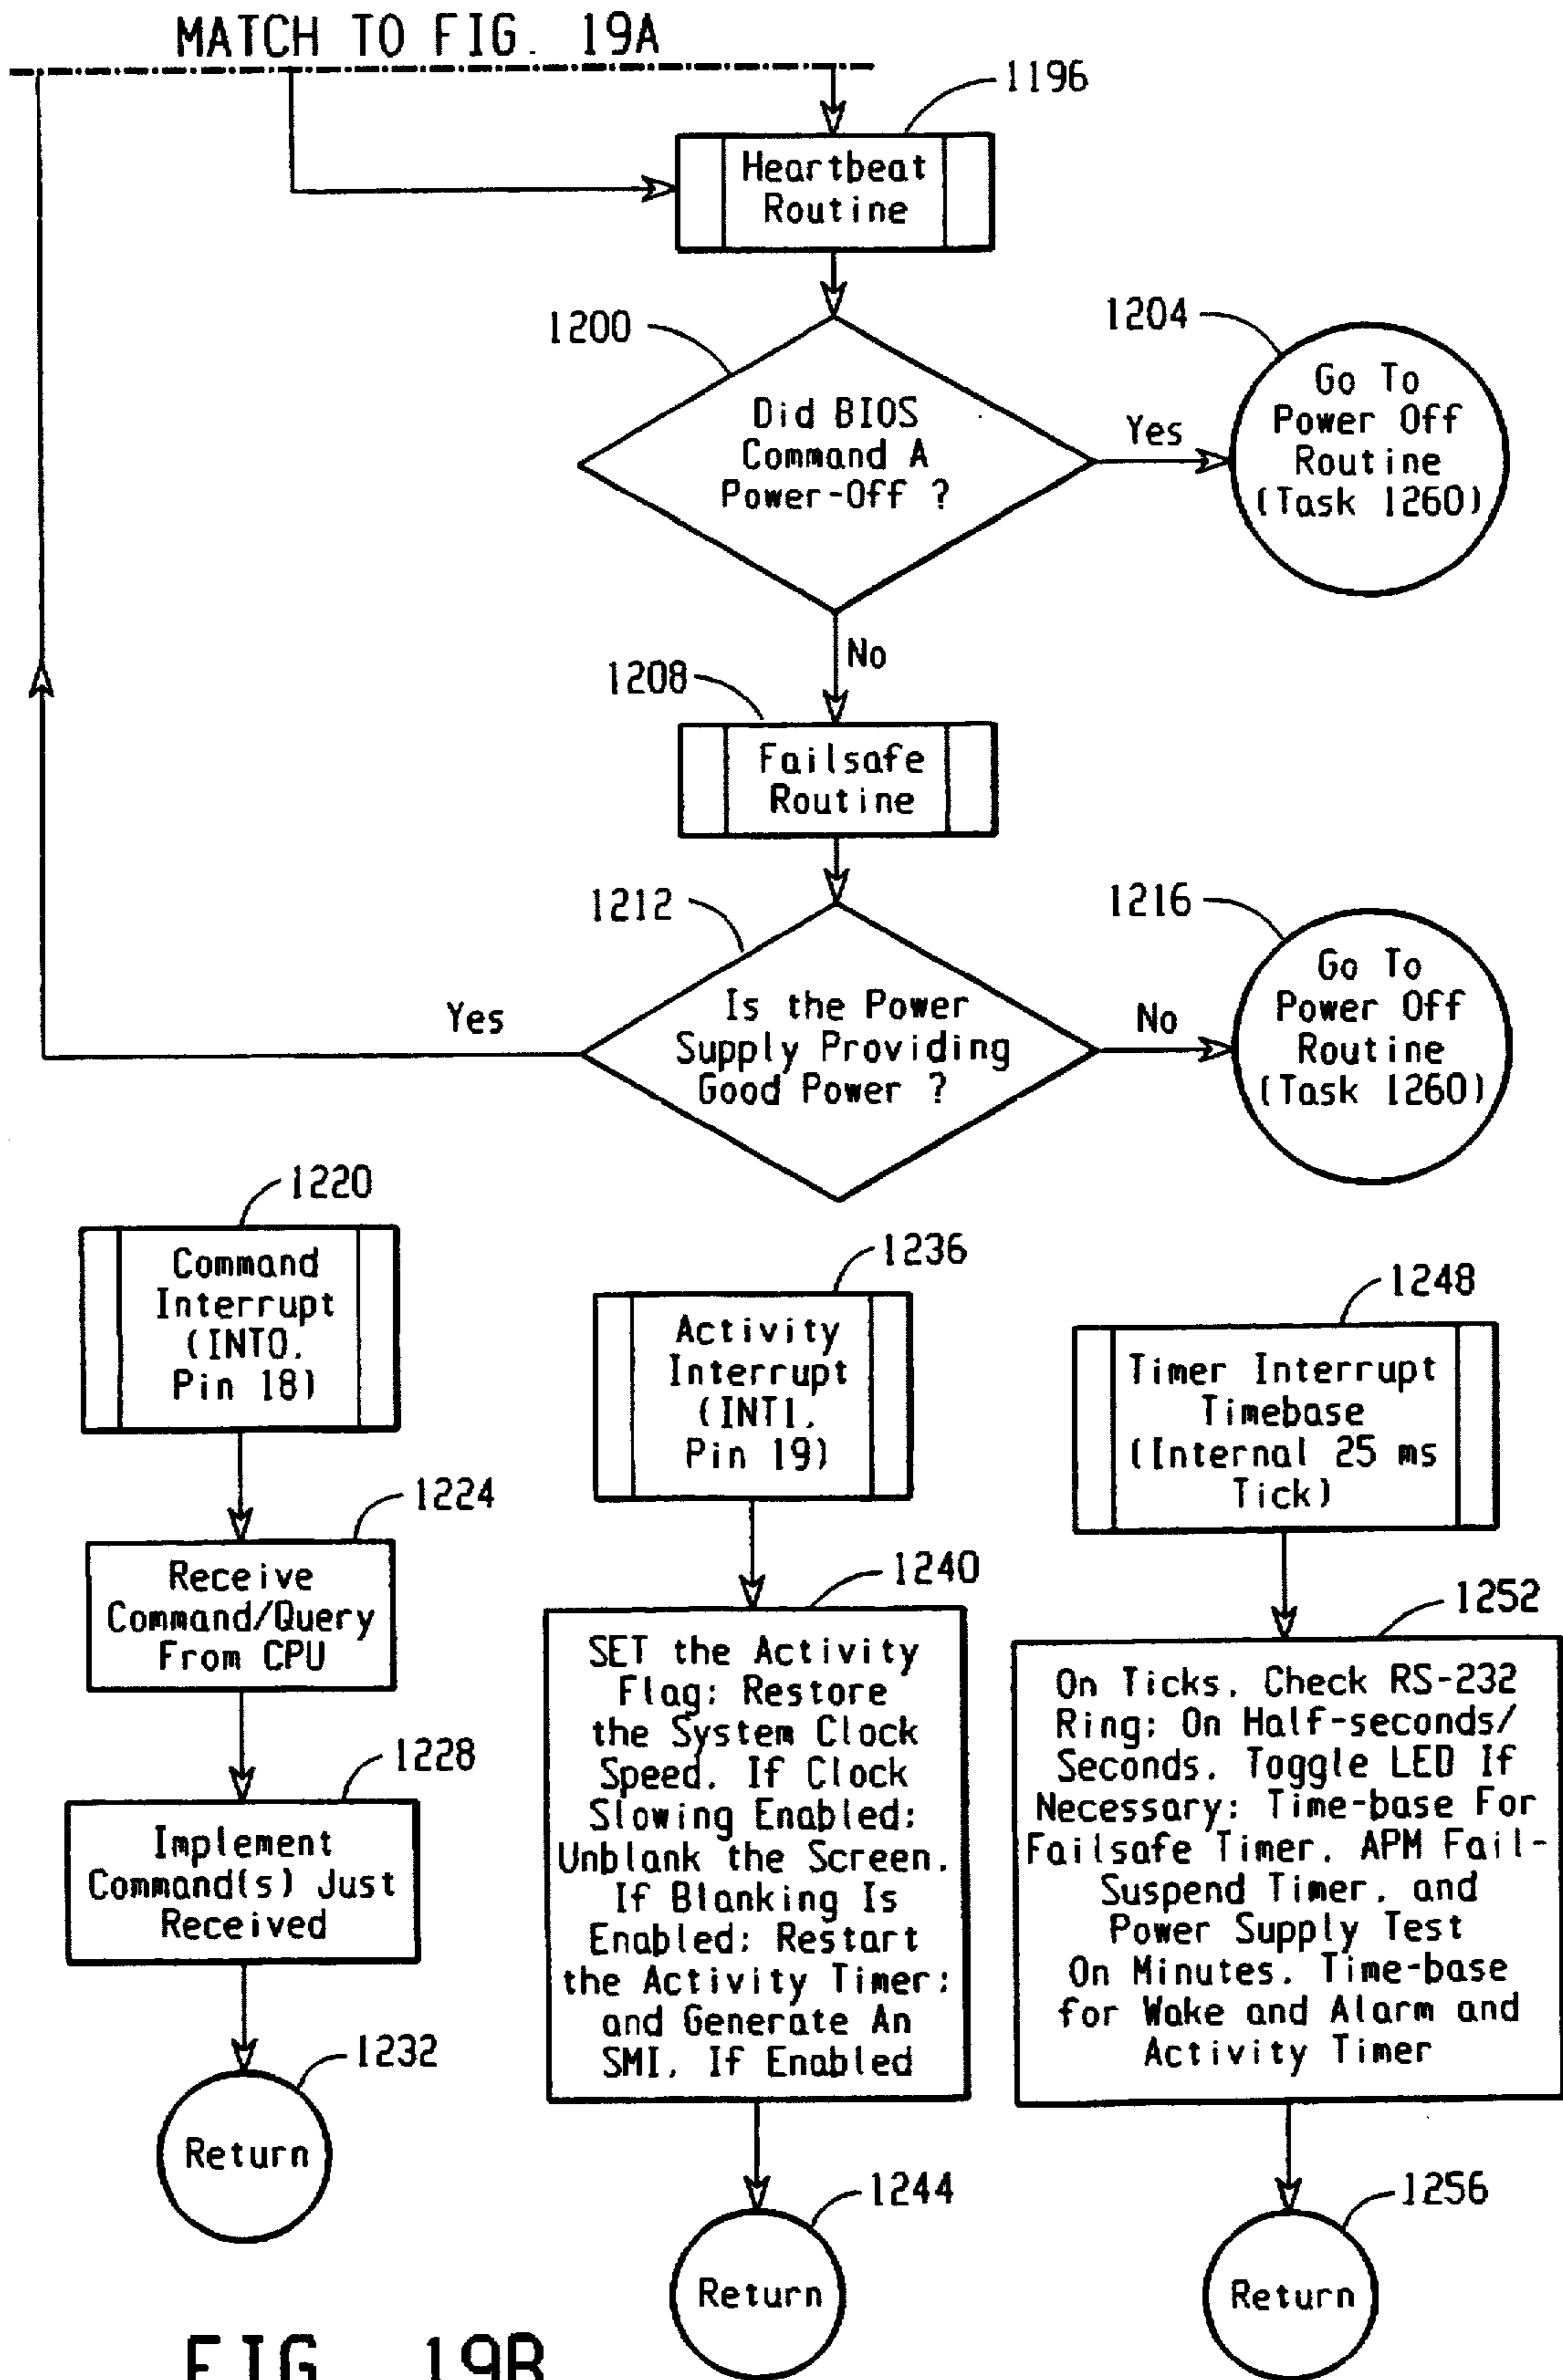 MATCH TO FIG. 19A
1196
Heartbeat
Routine
1200
Did BIOS
Command A
Power-Off ?
Yes
1204
Go To
Power Off
Routine
(Task 1260)
No
1208
Failsafe
Routine
1212
Is the Power
Supply Providing
Good Power ?
Yes
No
1216
Go To
Power Off
Routine
(Task 1260)
1220
Command
Interrupt
(INT0,
Pin 18)
1224
Receive
Command/Query
From CPU
1228
Implement
Command(s) Just
Received
1232
Return
1236
Activity
Interrupt
(INT1,
Pin 19)
1240
SET the Activity
Flag; Restore
the System Clock
Speed, If Clock
Slowing Enabled;
Unblank the Screen,
If Blanking Is
Enabled; Restart
the Activity Timer;
and Generate An
SMI, If Enabled
1244
Return
1248
Timer Interrupt
Timebase
(Internal 25 ms
Tick)
1252
On Ticks, Check RS-232
Ring; On Half-seconds/
Seconds, Toggle LED If
Necessary; Time-base For
Failsafe Timer, APM Fail-
Suspend Timer, and
Power Supply Test
On Minutes, Time-base
for Wake and Alarm and
Activity Timer
1256
Return
FIG. 19B